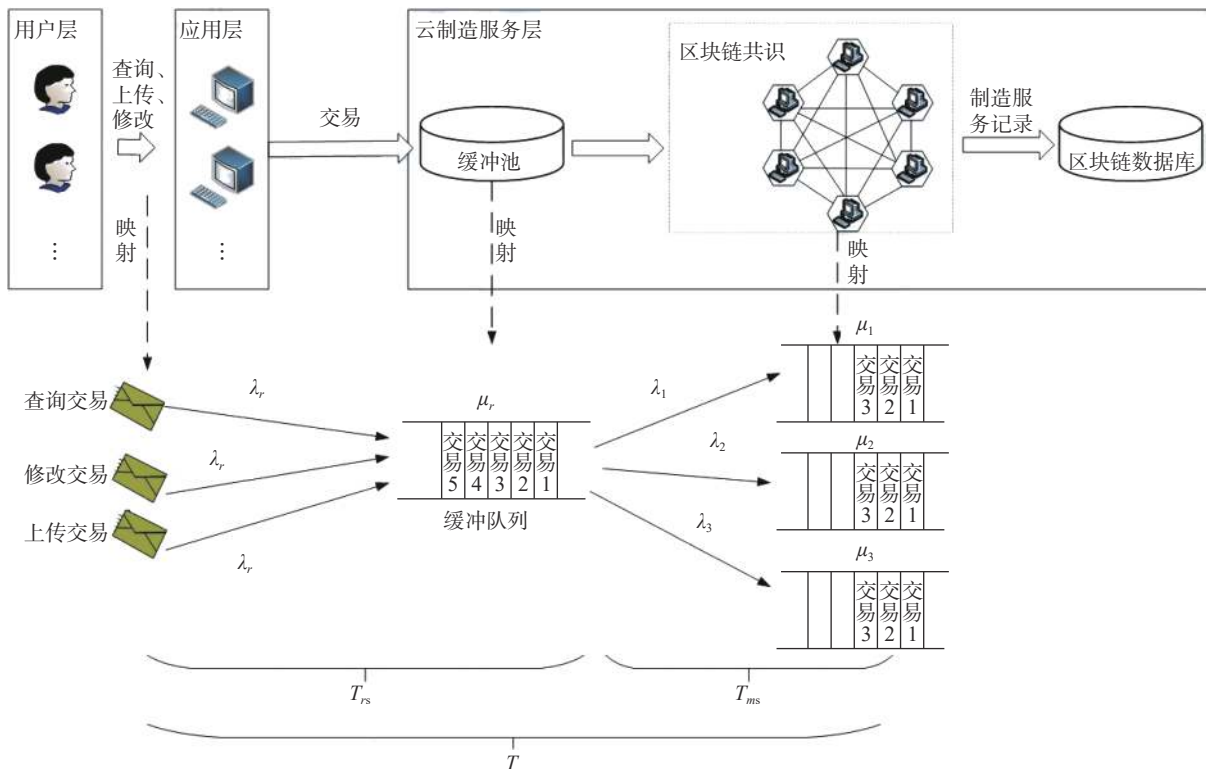 用户层
查询、
上传、
修改
应用层
交易
云制造服务层
缓冲池
区块链共识
制造服
务记录
区块链数据库
⋮
⋮
映
射
映
射
映
射
查询交易
修改交易
上传交易
λr
λr
λr
μr
交易5
交易4
交易3
交易2
交易1
缓冲队列
λ1
λ2
λ3
μ1
交易3
交易2
交易1
μ2
交易3
交易2
交易1
μ3
交易3
交易2
交易1
Trs
Tms
T